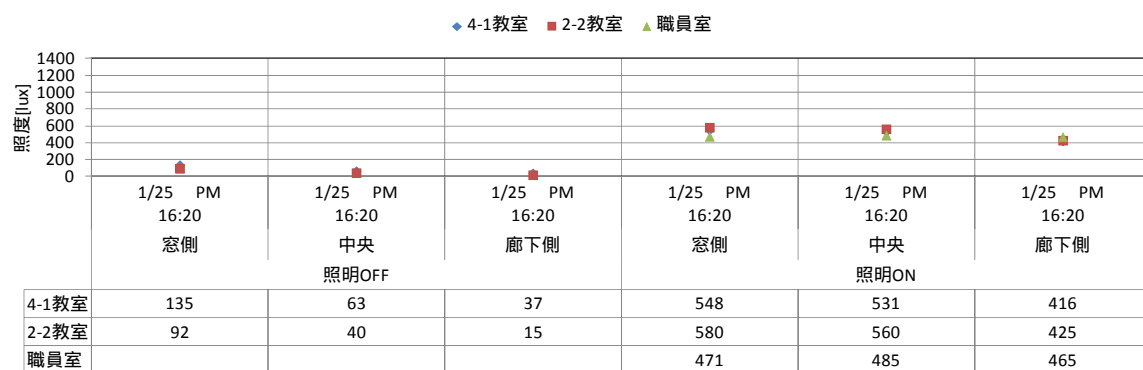 4-1教室 2-2教室 職員室
照度[lux]
1400
1200
1000
800
600
400
200
0
1/25 PM 1/25 PM 1/25 PM 1/25 PM 1/25 PM 1/25 PM
16:20 16:20 16:20 16:20 16:20 16:20
窓側 中央 廊下側 窓側 中央 廊下側
照明OFF 照明ON
4-1教室 135 63 37 548 531 416
2-2教室 92 40 15 580 560 425
職員室 471 485 465